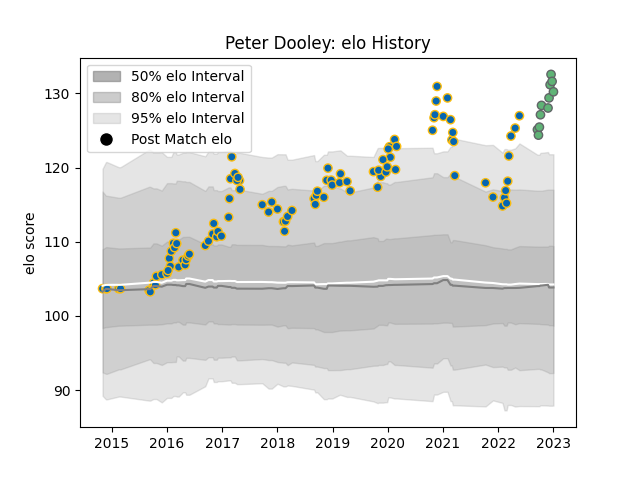 Peter Dooley: elo History
50% elo Interval
80% elo Interval
95% elo Interval
Post Match elo
elo score
130
120
110
100
90
2015 2016 2017 2018 2019 2020 2021 2022 2023